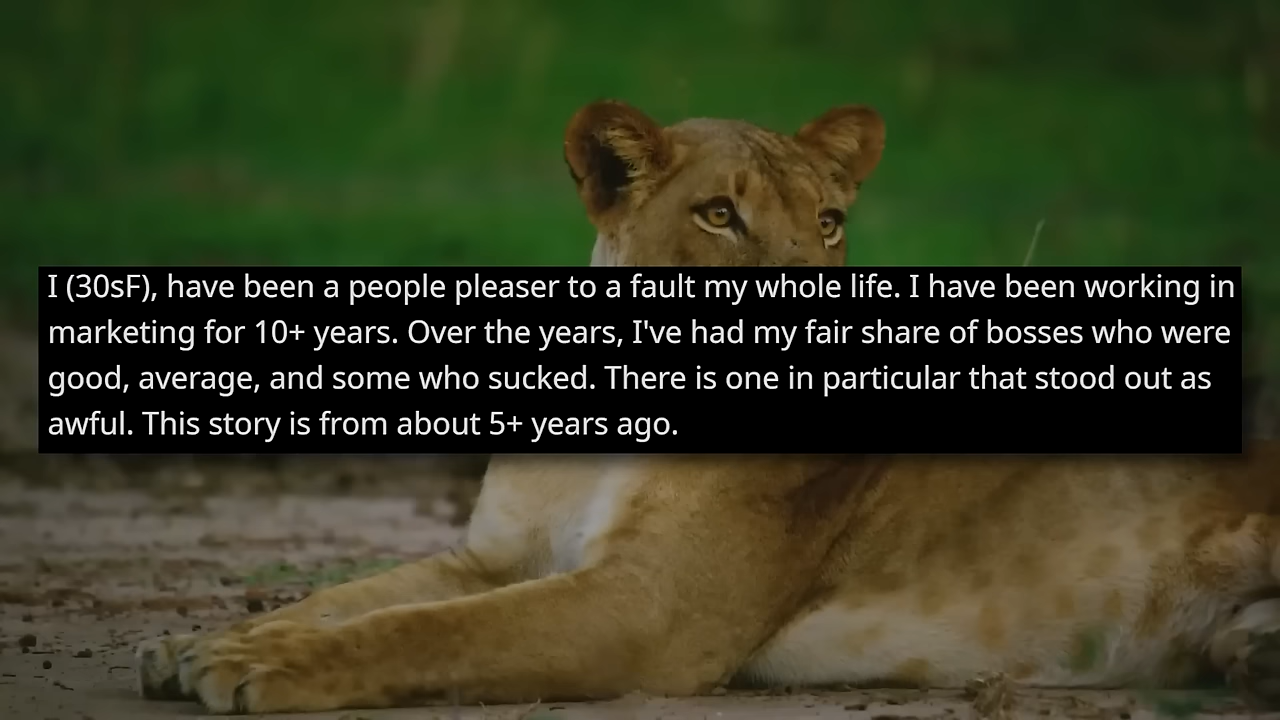 I (30sF), have been a people pleaser to a fault my whole life. I have been working in
marketing for 10+ years. Over the years, I've had my fair share of bosses who were
good, average, and some who sucked. There is one in particular that stood out as
awful. This story is from about 5+ years ago.